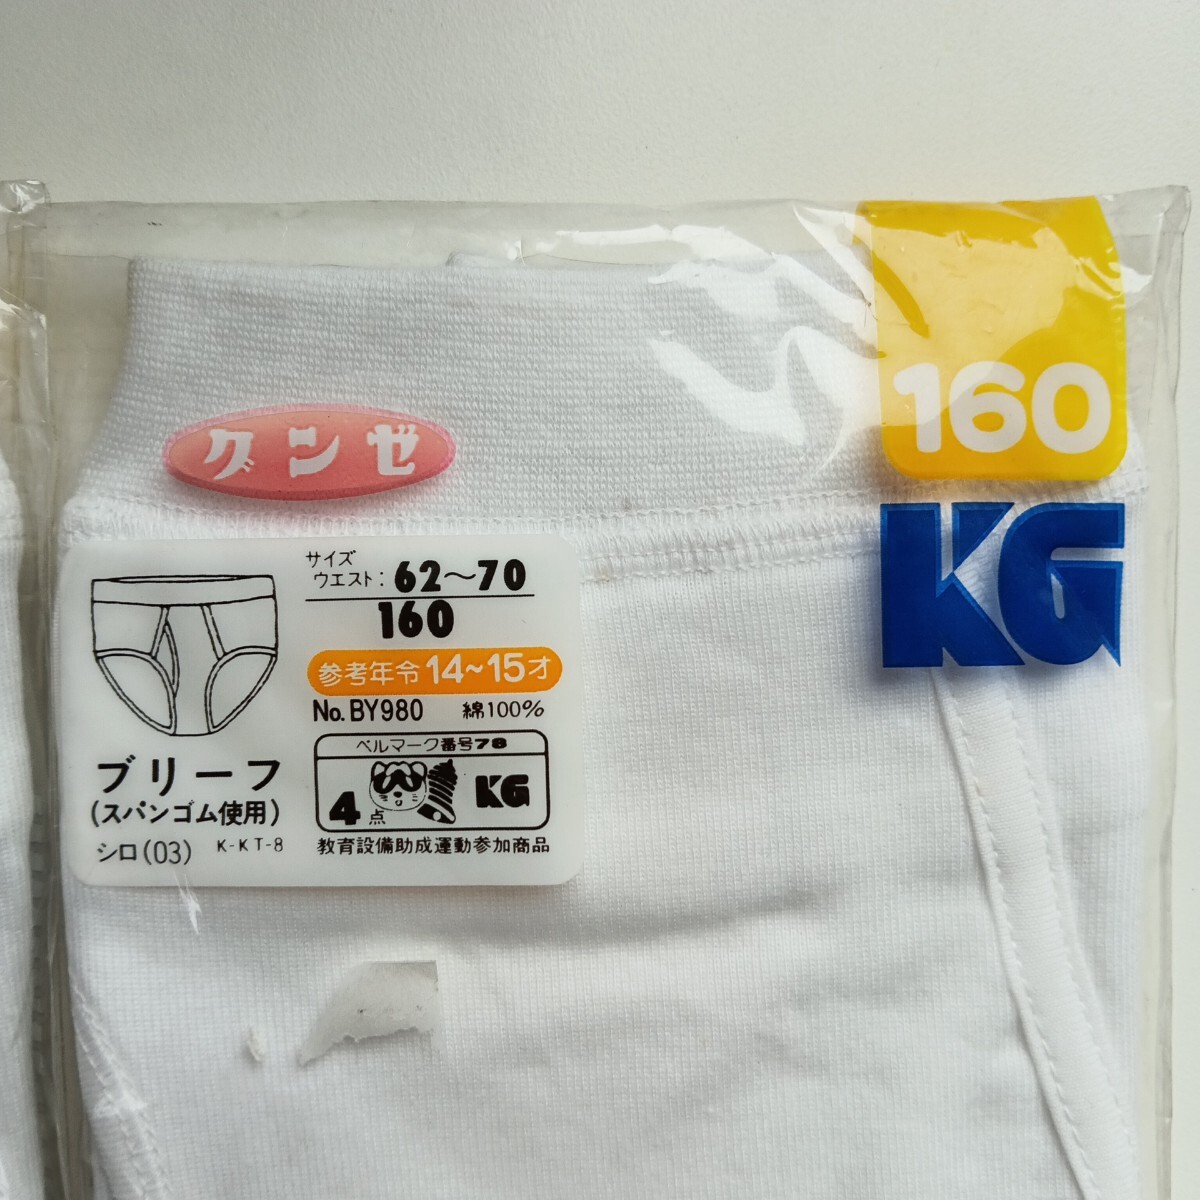 160
グンゼ
KG
サイズ
ウエスト: 62～70
160
参考年令14～15才
No. BY980 綿100%
ブリーフ
(スパンゴム使用)
シロ(03) K-KT-8
ベルマーク番号78
4点 KG
教育設備助成運動参加商品